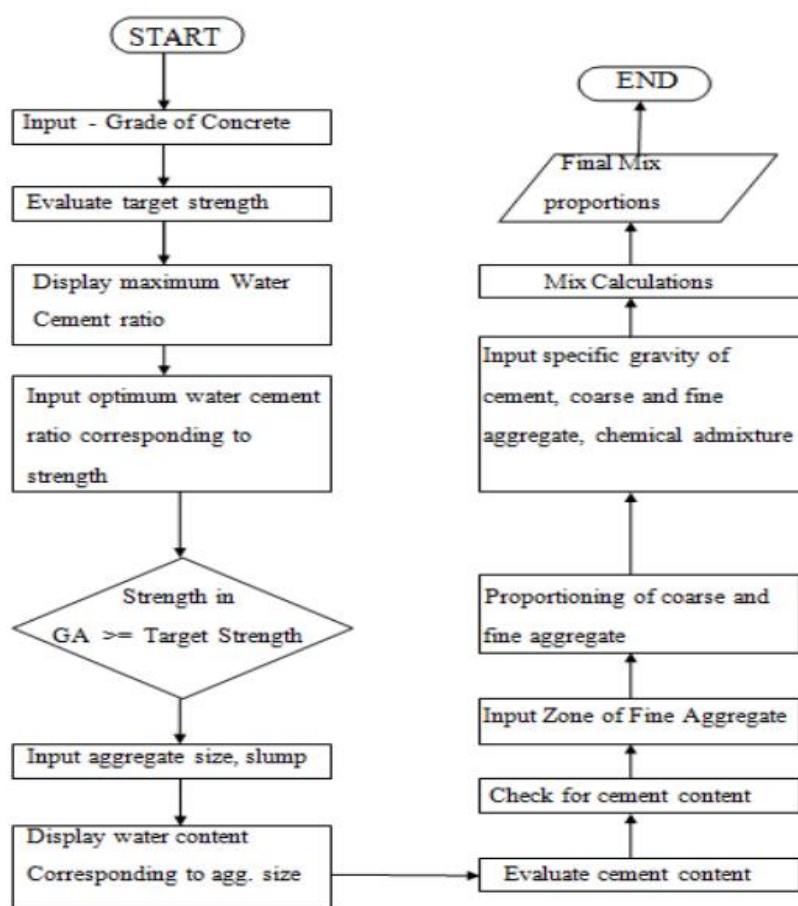 START
Input - Grade of Concrete
Evaluate target strength
Display maximum Water
Cement ratio
Input optimum water cement
ratio corresponding to
strength
Strength in
GA >= Target Strength
Input aggregate size, slump
Display water content
Corresponding to agg. size
Evaluate cement content
Check for cement content
Input Zone of Fine Aggregate
Proportioning of coarse and
fine aggregate
Input specific gravity of
cement, coarse and fine
aggregate, chemical admixture
Mix Calculations
Final Mix
proportions
END